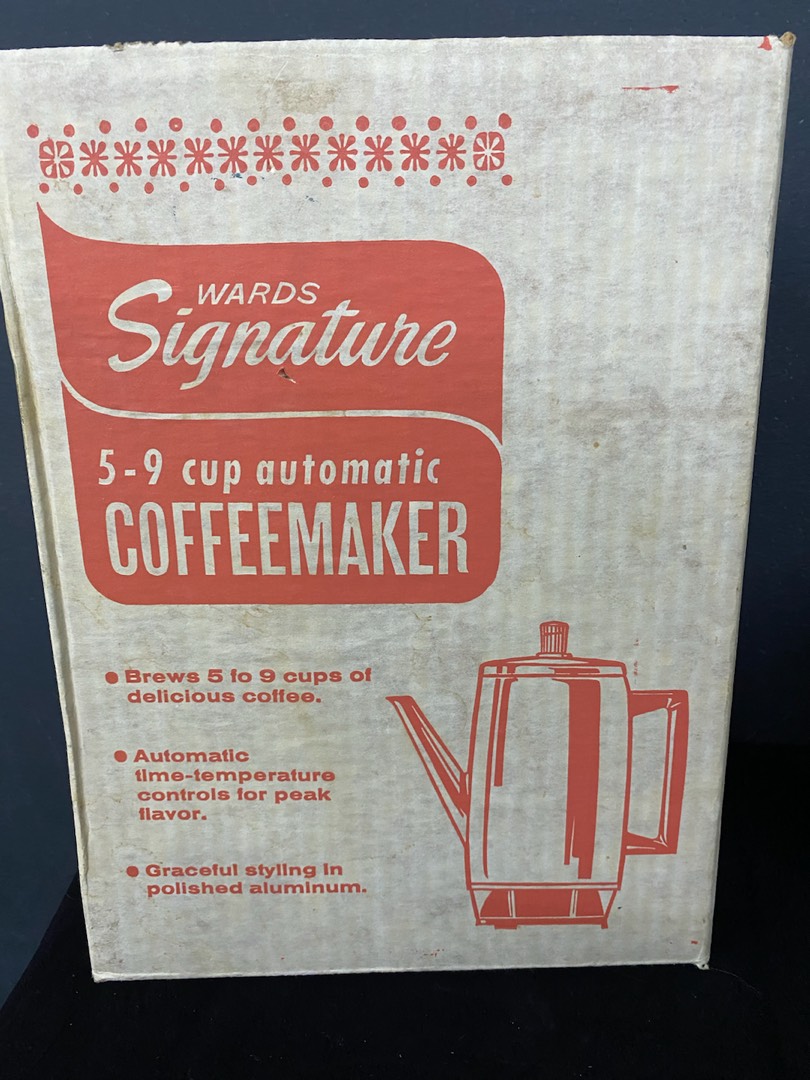 WARDS
Signature
5-9 cup automatic
COFFEEMAKER
• Brews 5 to 9 cups of
delicious coffee.
• Automatic
time-temperature
controls for peak
flavor.
• Graceful styling in
polished aluminum.